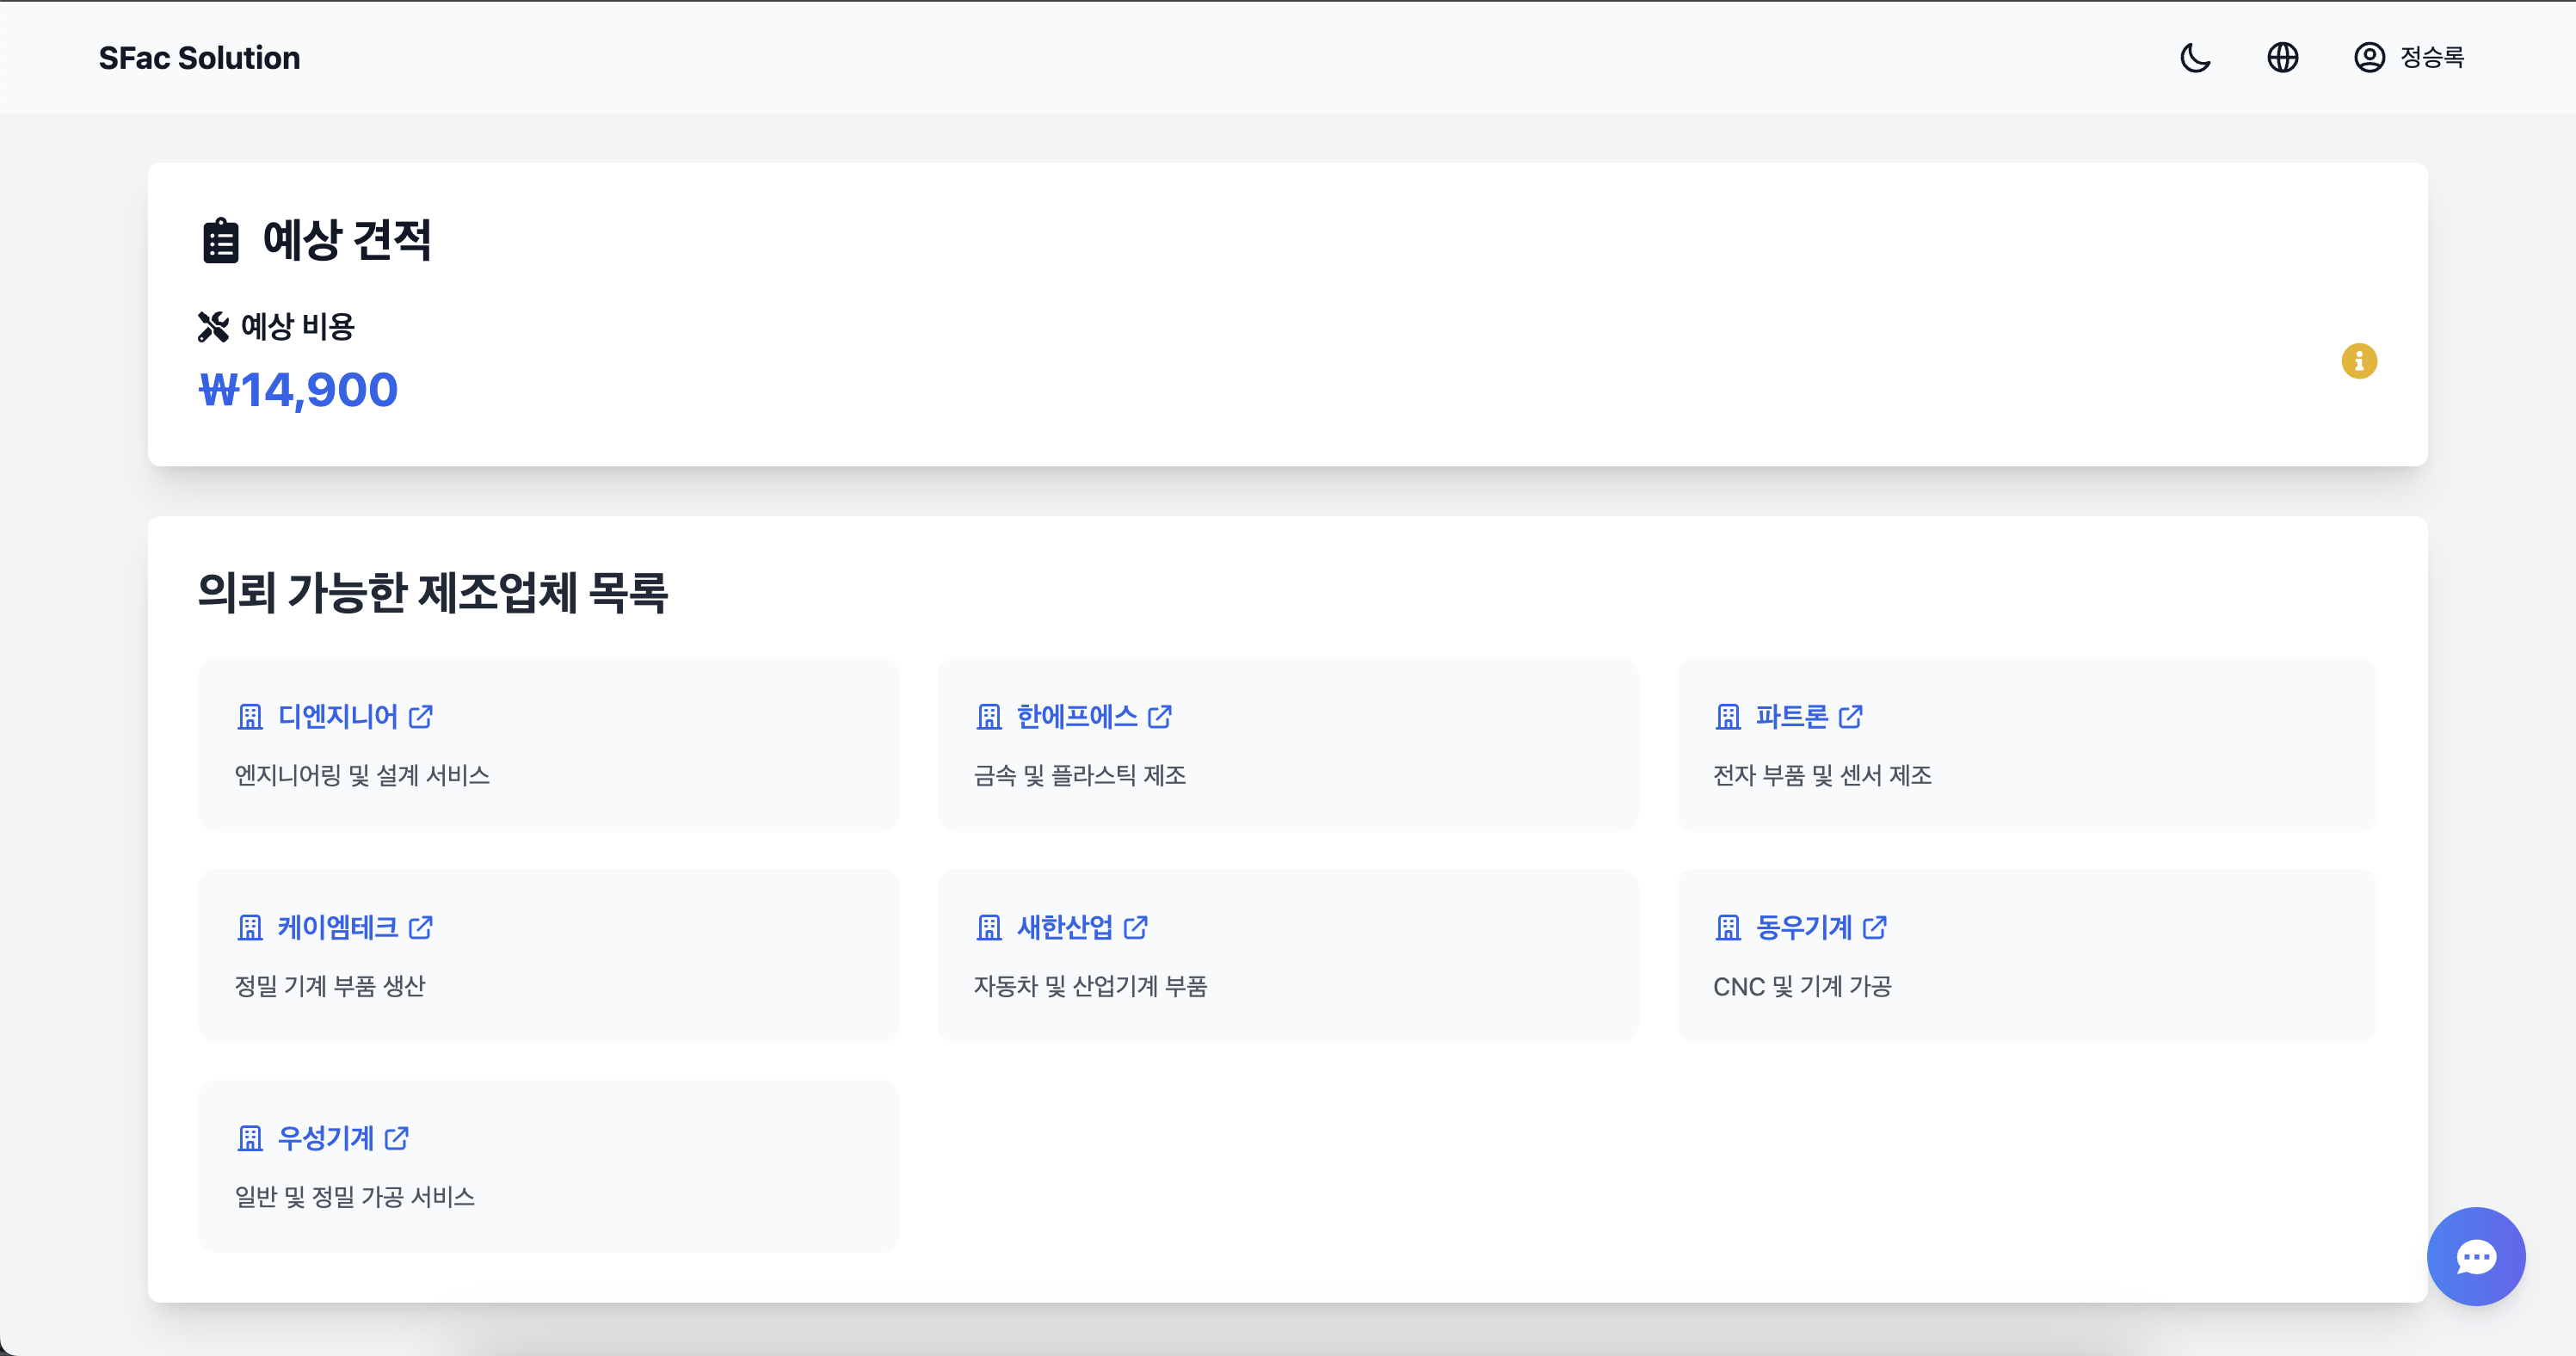 SFac Solution
정승록
예상 견적
예상 비용
₩14,900
의뢰 가능한 제조업체 목록
디엔지니어
엔지니어링 및 설계 서비스
한에프에스
금속 및 플라스틱 제조
파트론
전자 부품 및 센서 제조
케이엠테크
정밀 기계 부품 생산
새한산업
자동차 및 산업기계 부품
동우기계
CNC 및 기계 가공
우성기계
일반 및 정밀 가공 서비스